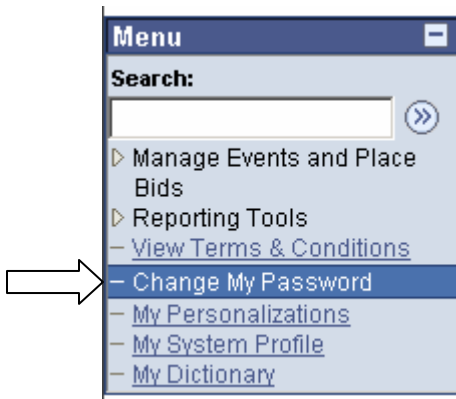 Menu
Search:
Manage Events and Place
Bids
Reporting Tools
View Terms & Conditions
Change My Password
My Personalizations
My System Profile
My Dictionary